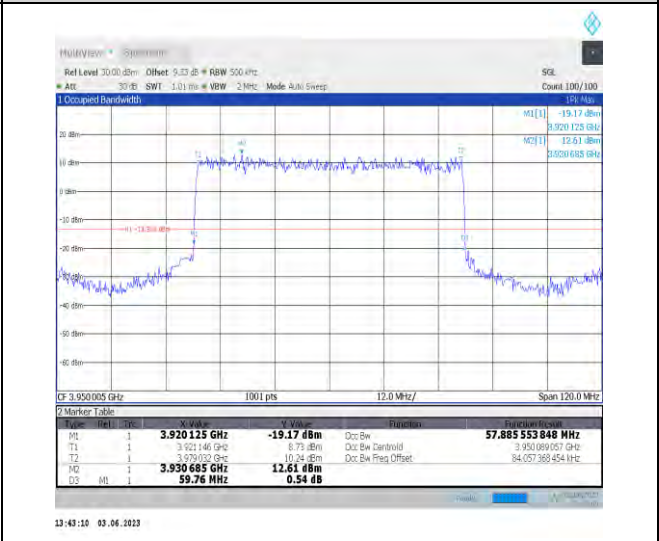 MultiView Spectrum
Ref Level 30.00 dBm Offset 9.33 dB RBW 500 kHz SGL
Att 30 dB SWT 1.01 ms VBW 2 MHz Mode Auto Sweep Count 100/100
1 Occupied Bandwidth 1Pk Max
M1[1] -19.17 dBm
3.920 125 GHz
M2[1] 12.61 dBm
3.930 685 GHz
20 dBm
10 dBm
0 dBm
-10 dBm
-20 dBm
-30 dBm
-40 dBm
-50 dBm
-60 dBm
M2
T1
T2
M1
D3
CF 3.950 005 GHz 1001 pts 12.0 MHz/ Span 120.0 MHz
2 Marker Table
Type Ref Trc X-Value Y-Value Function Function Result
M1 1 3.920 125 GHz -19.17 dBm Occ Bw 57.885 553 848 MHz
T1 1 3.921 146 GHz 8.73 dBm Occ Bw Centroid 3.950 089 057 GHz
T2 1 3.979 032 GHz 10.24 dBm Occ Bw Freq Offset 84.057 368 454 kHz
M2 1 3.930 685 GHz 12.61 dBm
D3 M1 1 59.76 MHz 0.54 dB
13:43:10 03.06.2023